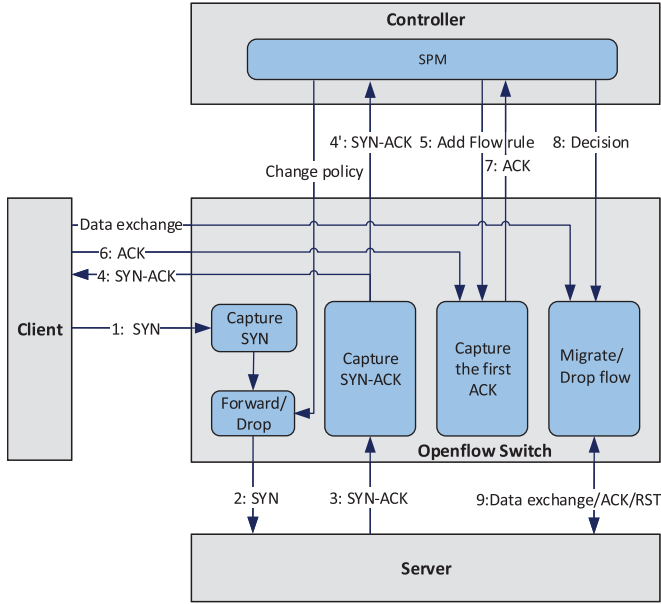 Controller
SPM
4': SYN-ACK
5: Add Flow rule
8: Decision
7: ACK
Change policy
Data exchange
6: ACK
4: SYN-ACK
Client
1: SYN
Capture
SYN
Forward/
Drop
Capture
SYN-ACK
Capture
the first
ACK
Migrate/
Drop flow
Openflow Switch
2: SYN
3: SYN-ACK
9:Data exchange/ACK/RST
Server